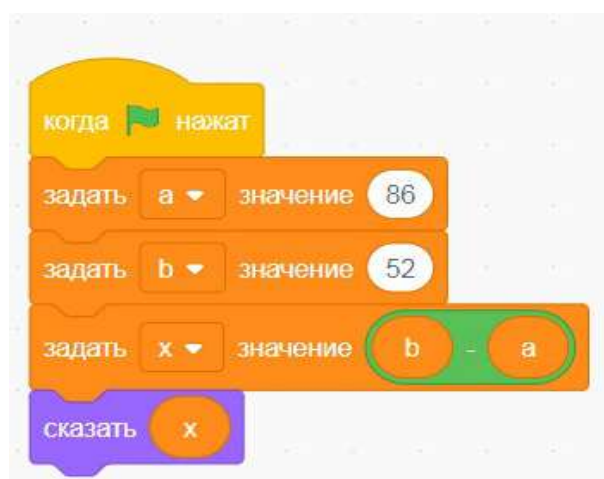 когда нажат
задать a значение 86
задать b значение 52
задать x значение b - a
сказать x